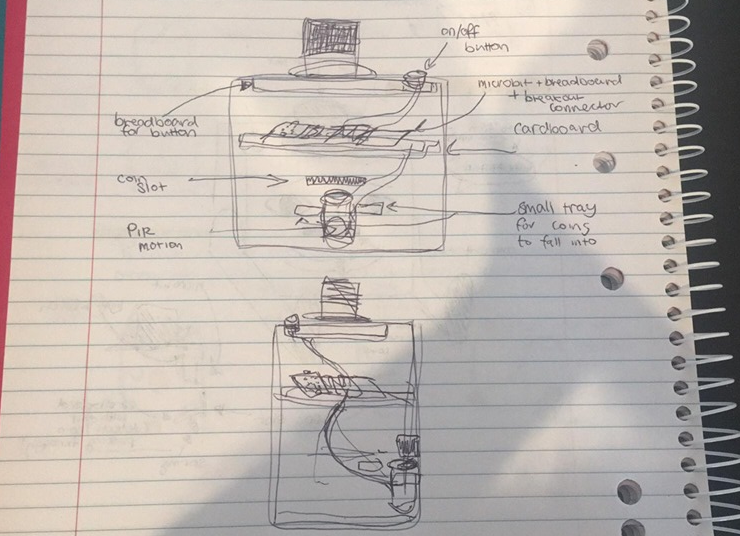 on/off
button
microbit + breadboard
+ breakout
connector
breadboard
for button
cardboard
coin
slot
small tray
for coins
to fall into
PIR
motion